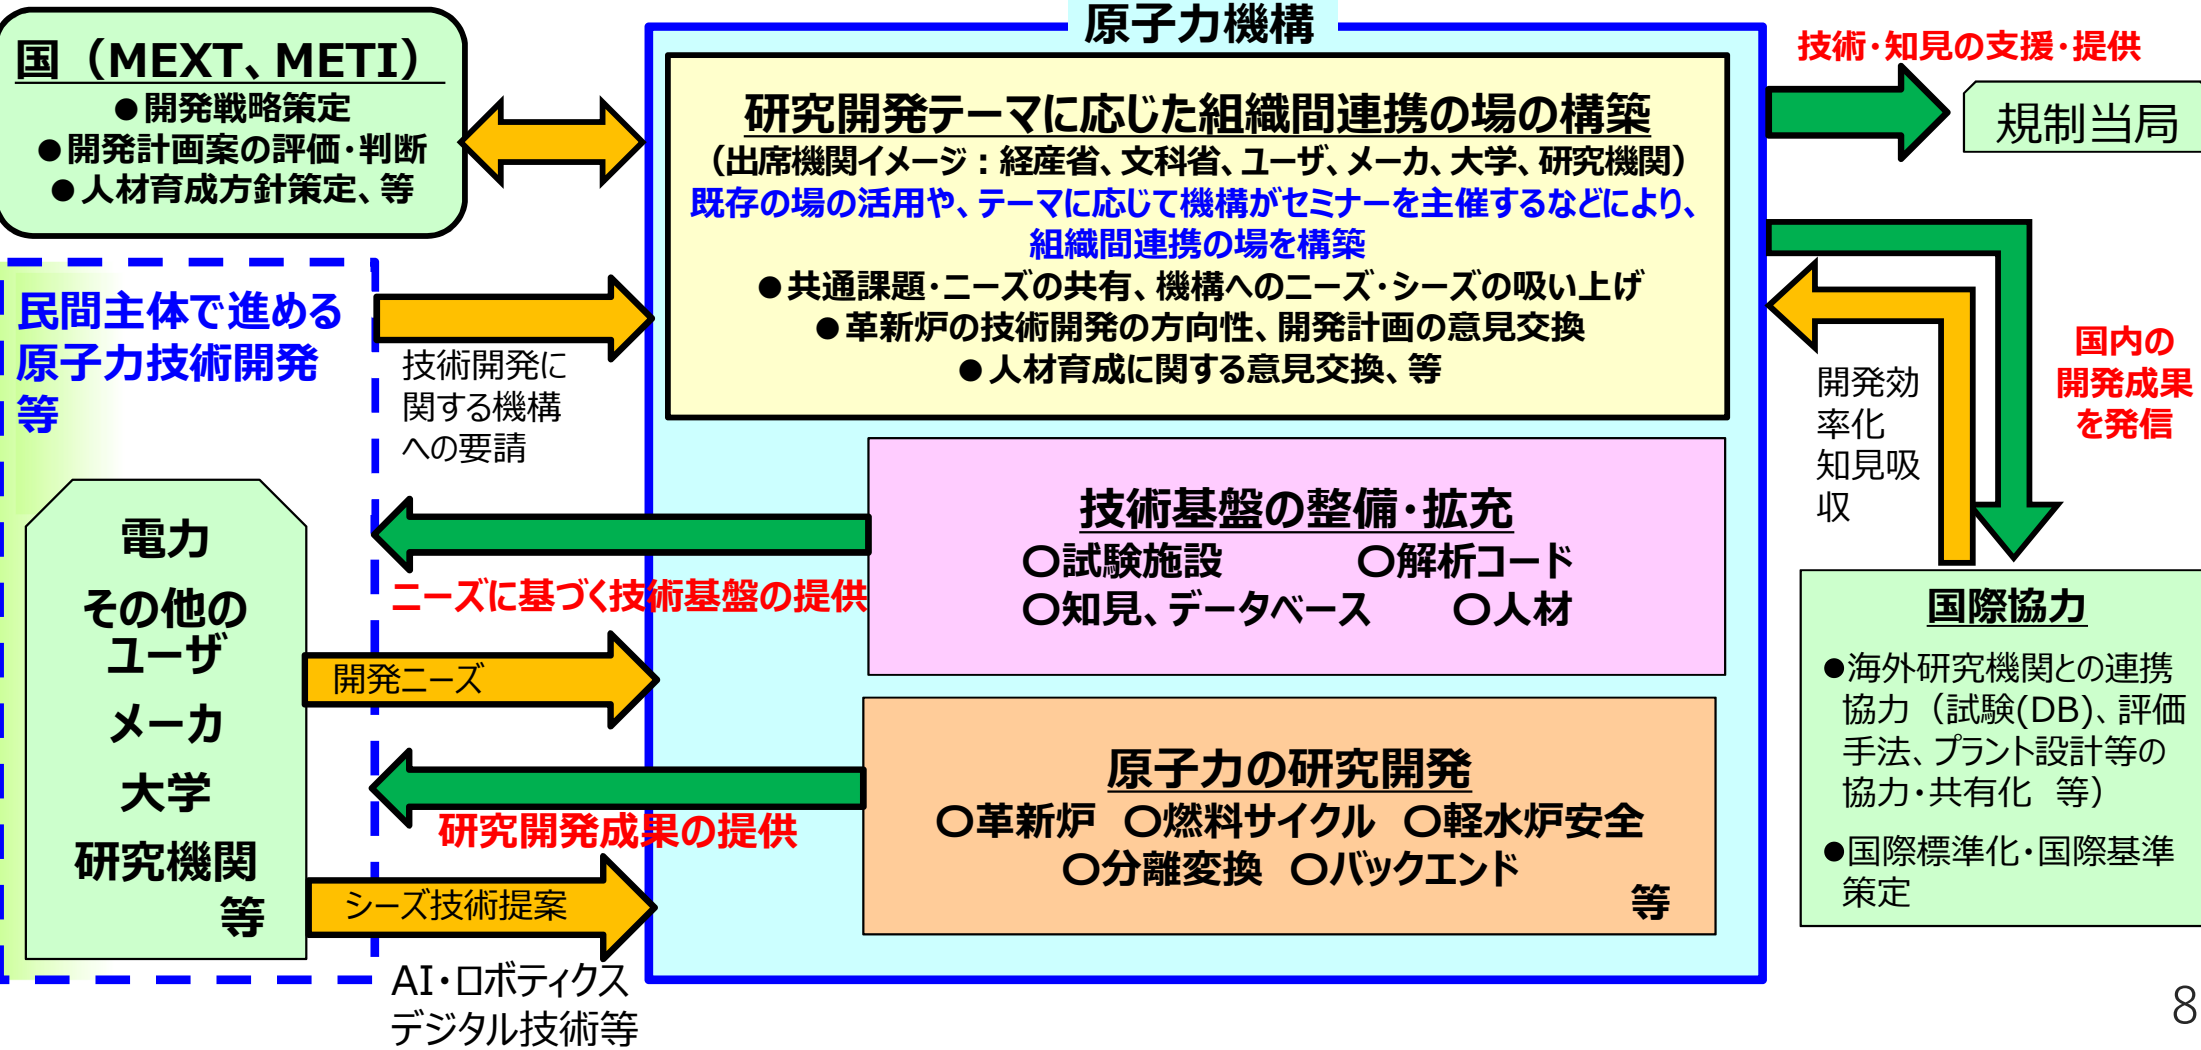 原子力機構
国（MEXT、METI）
●開発戦略策定
●開発計画案の評価・判断
●人材育成方針策定、等
研究開発テーマに応じた組織間連携の場の構築
（出席機関イメージ：経産省、文科省、ユーザ、メーカ、大学、研究機関）
既存の場の活用や、テーマに応じて機構がセミナーを主催するなどにより、
組織間連携の場を構築
●共通課題・ニーズの共有、機構へのニーズ・シーズの吸い上げ
●革新炉の技術開発の方向性、開発計画の意見交換
●人材育成に関する意見交換、等
技術・知見の支援・提供
規制当局
民間主体で進める
原子力技術開発
等
技術開発に
関する機構
への要請
電力
その他の
ユーザ
メーカ
大学
研究機関
等
ニーズに基づく技術基盤の提供
開発ニーズ
研究開発成果の提供
シーズ技術提案
AI・ロボティクス
デジタル技術等
技術基盤の整備・拡充
〇試験施設 〇解析コード
〇知見、データベース 〇人材
原子力の研究開発
〇革新炉 〇燃料サイクル 〇軽水炉安全
〇分離変換 〇バックエンド
等
開発効
率化
知見吸
収
国内の
開発成果
を発信
国際協力
●海外研究機関との連携
協力（試験(DB)、評価
手法、プラント設計等の
協力・共有化 等）
●国際標準化・国際基準
策定
8